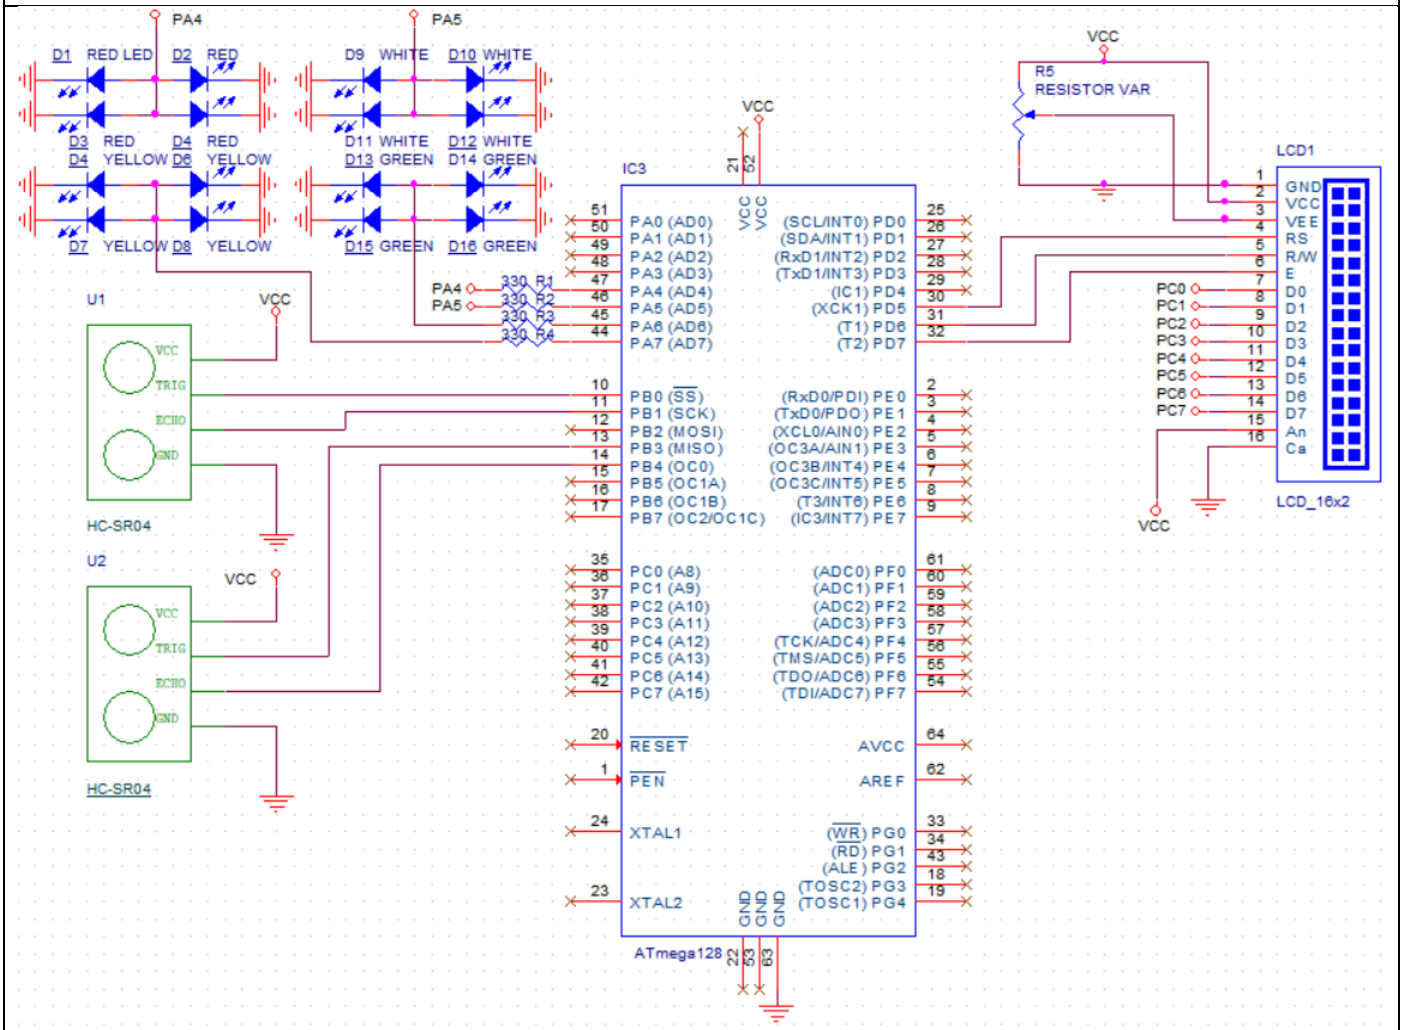 PA4
PA5
D1 RED LED D2 RED
D9 WHITE D10 WHITE
D3 RED D4 RED
D11 WHITE D12 WHITE
D4 YELLOW D6 YELLOW
D13 GREEN D14 GREEN
D7 YELLOW D8 YELLOW
D15 GREEN D16 GREEN
PA4 330 R1
PA5 330 R2
330 R3
330 R4
U1
VCC
VCC
TRIG
ECHO
GND
HC-SR04
U2
VCC
VCC
TRIG
ECHO
GND
HC-SR04
IC3
VCC
21 VCC
52 VCC
51 PA0 (AD0)
50 PA1 (AD1)
49 PA2 (AD2)
48 PA3 (AD3)
47 PA4 (AD4)
46 PA5 (AD5)
45 PA6 (AD6)
44 PA7 (AD7)
10 PB0 (SS)
11 PB1 (SCK)
12 PB2 (MOSI)
13 PB3 (MISO)
14 PB4 (OC0)
15 PB5 (OC1A)
16 PB6 (OC1B)
17 PB7 (OC2/OC1C)
35 PC0 (A8)
36 PC1 (A9)
37 PC2 (A10)
38 PC3 (A11)
39 PC4 (A12)
40 PC5 (A13)
41 PC6 (A14)
42 PC7 (A15)
20 RESET
1 PEN
24 XTAL1
23 XTAL2
(SCL/INT0) PD0 25
(SDA/INT1) PD1 26
(RxD1/INT2) PD2 27
(TxD1/INT3) PD3 28
(IC1) PD4 29
(XCK1) PD5 30
(T1) PD6 31
(T2) PD7 32
(RxD0/PDI) PE0 2
(TxD0/PDO) PE1 3
(XCL0/AIN0) PE2 4
(OC3A/AIN1) PE3 5
(OC3B/INT4) PE4 6
(OC3C/INT5) PE5 7
(T3/INT6) PE6 8
(IC3/INT7) PE7 9
(ADC0) PF0 61
(ADC1) PF1 60
(ADC2) PF2 59
(ADC3) PF3 58
(TCK/ADC4) PF4 57
(TMS/ADC5) PF5 56
(TDO/ADC6) PF6 55
(TDI/ADC7) PF7 54
AVCC 64
AREF 62
(WR) PG0 33
(RD) PG1 34
(ALE) PG2 43
(TOSC2) PG3 18
(TOSC1) PG4 19
GND 22
GND 53
GND 63
ATmega128
VCC
R5
RESISTOR VAR
LCD1
1 GND
2 VCC
3 VEE
4 RS
5 R/W
6 E
PC0 7 D0
PC1 8 D1
PC2 9 D2
PC3 10 D3
PC4 11 D4
PC5 12 D5
PC6 13 D6
PC7 14 D7
15 An
16 Ca
VCC
LCD_16x2